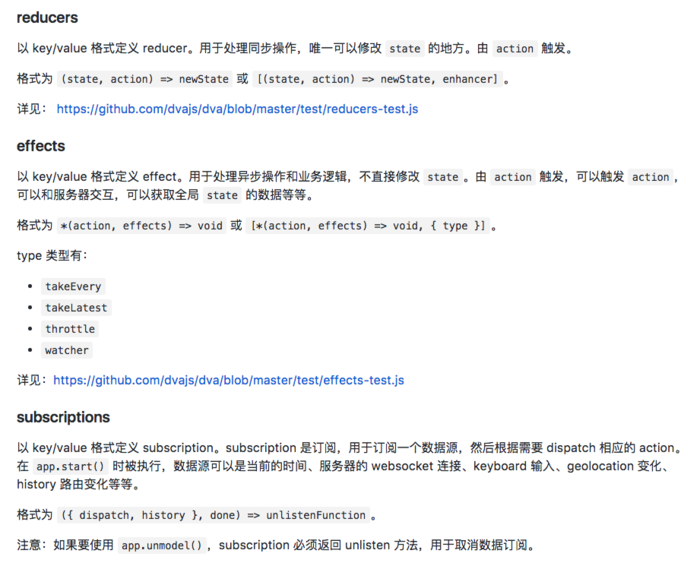 reducers
以 key/value 格式定义 reducer。用于处理同步操作，唯一可以修改 state 的地方。由 action 触发。
格式为 (state, action) => newState 或 [(state, action) => newState, enhancer] 。
详见： https://github.com/dvajs/dva/blob/master/test/reducers-test.js
effects
以 key/value 格式定义 effect。用于处理异步操作和业务逻辑，不直接修改 state 。由 action 触发，可以触发 action ，
可以和服务器交互，可以获取全局 state 的数据等等。
格式为 *(action, effects) => void 或 [*(action, effects) => void, { type }] 。
type 类型有：
• takeEvery
• takeLatest
• throttle
• watcher
详见：https://github.com/dvajs/dva/blob/master/test/effects-test.js
subscriptions
以 key/value 格式定义 subscription。subscription 是订阅，用于订阅一个数据源，然后根据需要 dispatch 相应的 action。
在 app.start() 时被执行，数据源可以是当前的时间、服务器的 websocket 连接、keyboard 输入、geolocation 变化、
history 路由变化等等。
格式为 ({ dispatch, history }, done) => unlistenFunction 。
注意：如果要使用 app.unmodel() ，subscription 必须返回 unlisten 方法，用于取消数据订阅。